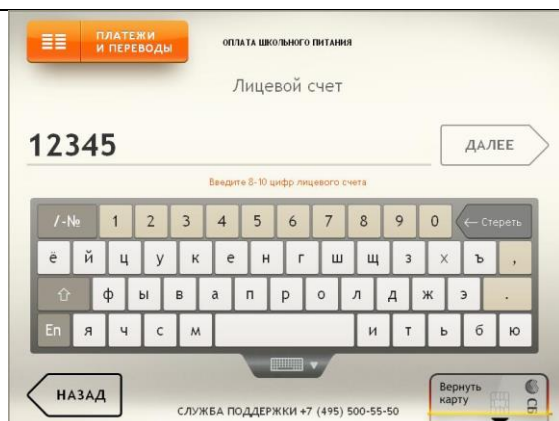 ПЛАТЕЖИ
И ПЕРЕВОДЫ
ОПЛАТА ШКОЛЬНОГО ПИТАНИЯ
Лицевой счет
12345
ДАЛЕЕ
Введите 8-10 цифр лицевого счета
/-№ 1 2 3 4 5 6 7 8 9 0 ← Стереть
ё й ц у к е н г ш щ з х ъ ,
ф ы в а п р о л д ж э .
En я ч с м и т ь б ю
НАЗАД
СЛУЖБА ПОДДЕРЖКИ +7 (495) 500-55-50
Вернуть
карту
СБ